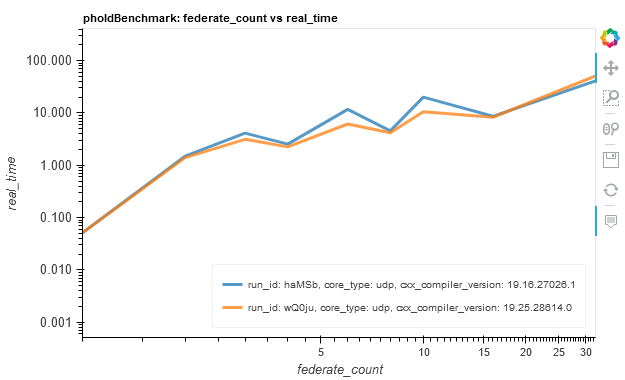 pholdBenchmark: federate_count vs real_time
real_time
100.000
10.000
1.000
0.100
0.010
0.001
run_id: haMSb, core_type: udp, cxx_compiler_version: 19.16.27026.1
run_id: wQ0ju, core_type: udp, cxx_compiler_version: 19.25.28614.0
5 10 15 20 25 30
federate_count